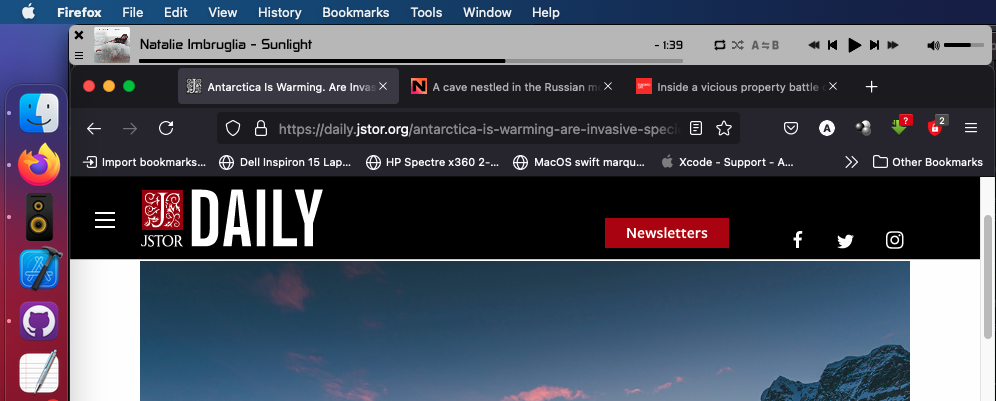 Firefox File Edit View History Bookmarks Tools Window Help
Natalie Imbruglia - Sunlight - 1:39 A B
Antarctica Is Warming. Are Invas A cave nestled in the Russian m Inside a vicious property battle
https://daily.jstor.org/antarctica-is-warming-are-invasive-speci A ? 2
Import bookmarks... Dell Inspiron 15 Lap... HP Spectre x360 2-... MacOS swift marqu... Xcode - Support - A... Other Bookmarks
J
JSTOR DAILY
Newsletters